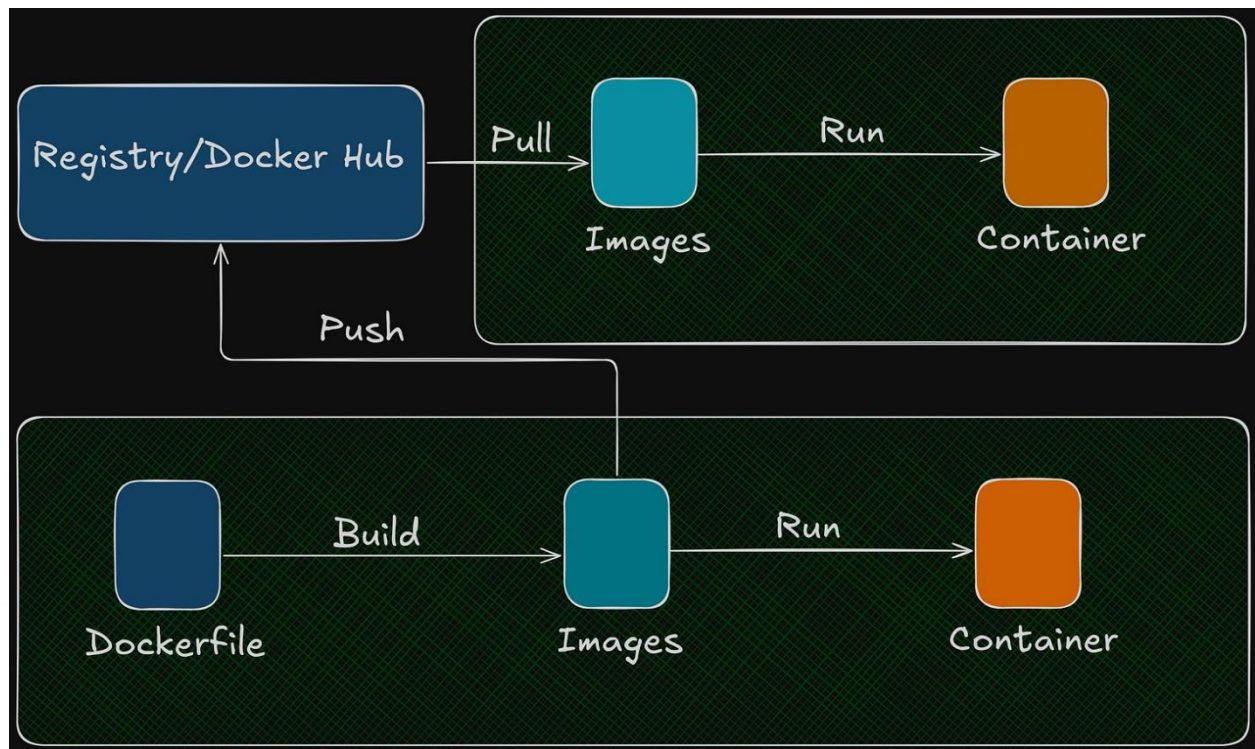 Registry/Docker Hub
Pull
Run
Images
Container
Push
Build
Run
Dockerfile
Images
Container